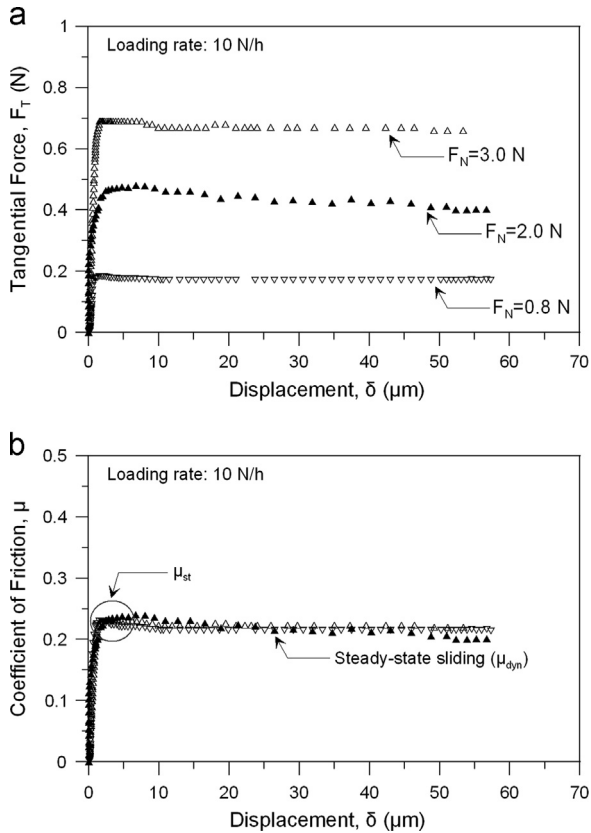 a
Loading rate: 10 N/h
1
0.8
0.6
0.4
0.2
0
Tangential Force, F_T (N)
F_N=3.0 N
F_N=2.0 N
F_N=0.8 N
0 10 20 30 40 50 60 70
Displacement, δ (µm)
b
Loading rate: 10 N/h
0.5
0.4
0.3
0.2
0.1
0
Coefficient of Friction, µ
µ_st
Steady-state sliding (µ_dyn)
0 10 20 30 40 50 60 70
Displacement, δ (µm)